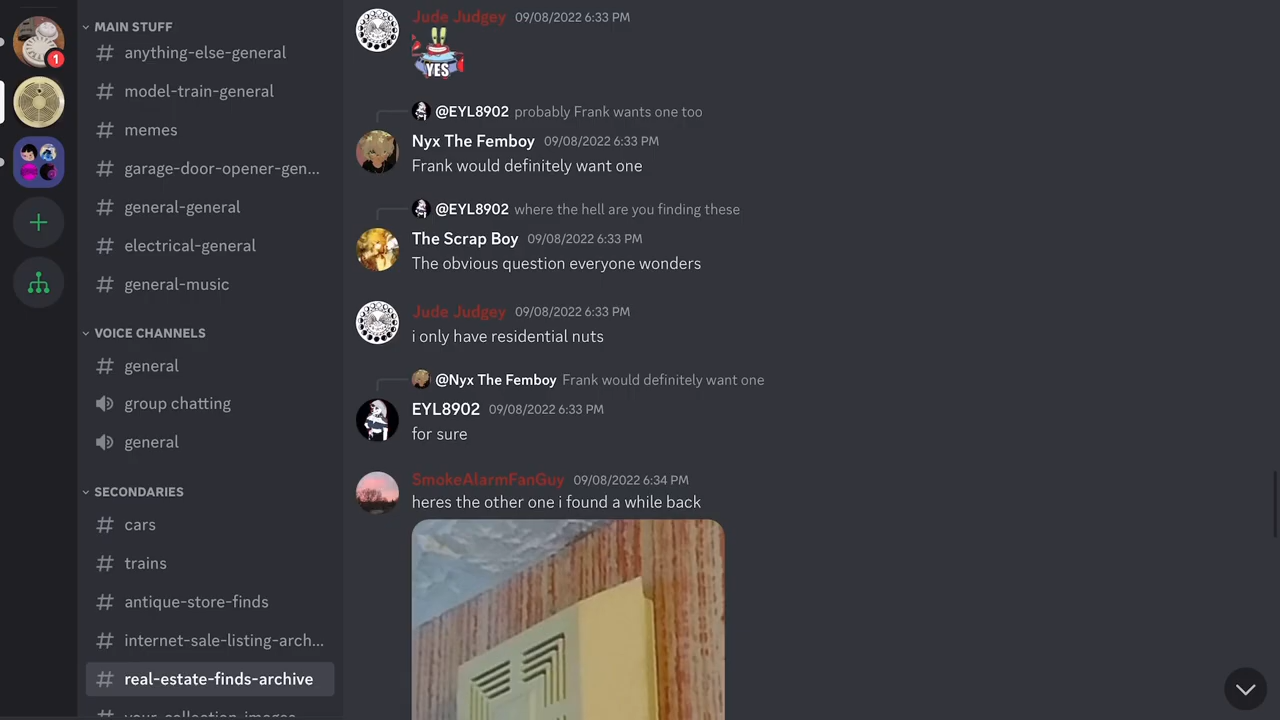 1
MAIN STUFF
anything-else-general
model-train-general
memes
garage-door-opener-gen...
general-general
electrical-general
general-music
VOICE CHANNELS
general
group chatting
general
SECONDARIES
cars
trains
antique-store-finds
internet-sale-listing-arch...
real-estate-finds-archive
your-collection-images
Jude Judgey 09/08/2022 6:33 PM
YES
@EYL8902 probably Frank wants one too
Nyx The Femboy 09/08/2022 6:33 PM
Frank would definitely want one
@EYL8902 where the hell are you finding these
The Scrap Boy 09/08/2022 6:33 PM
The obvious question everyone wonders
Jude Judgey 09/08/2022 6:33 PM
i only have residential nuts
@Nyx The Femboy Frank would definitely want one
EYL8902 09/08/2022 6:33 PM
for sure
SmokeAlarmFanGuy 09/08/2022 6:34 PM
heres the other one i found a while back